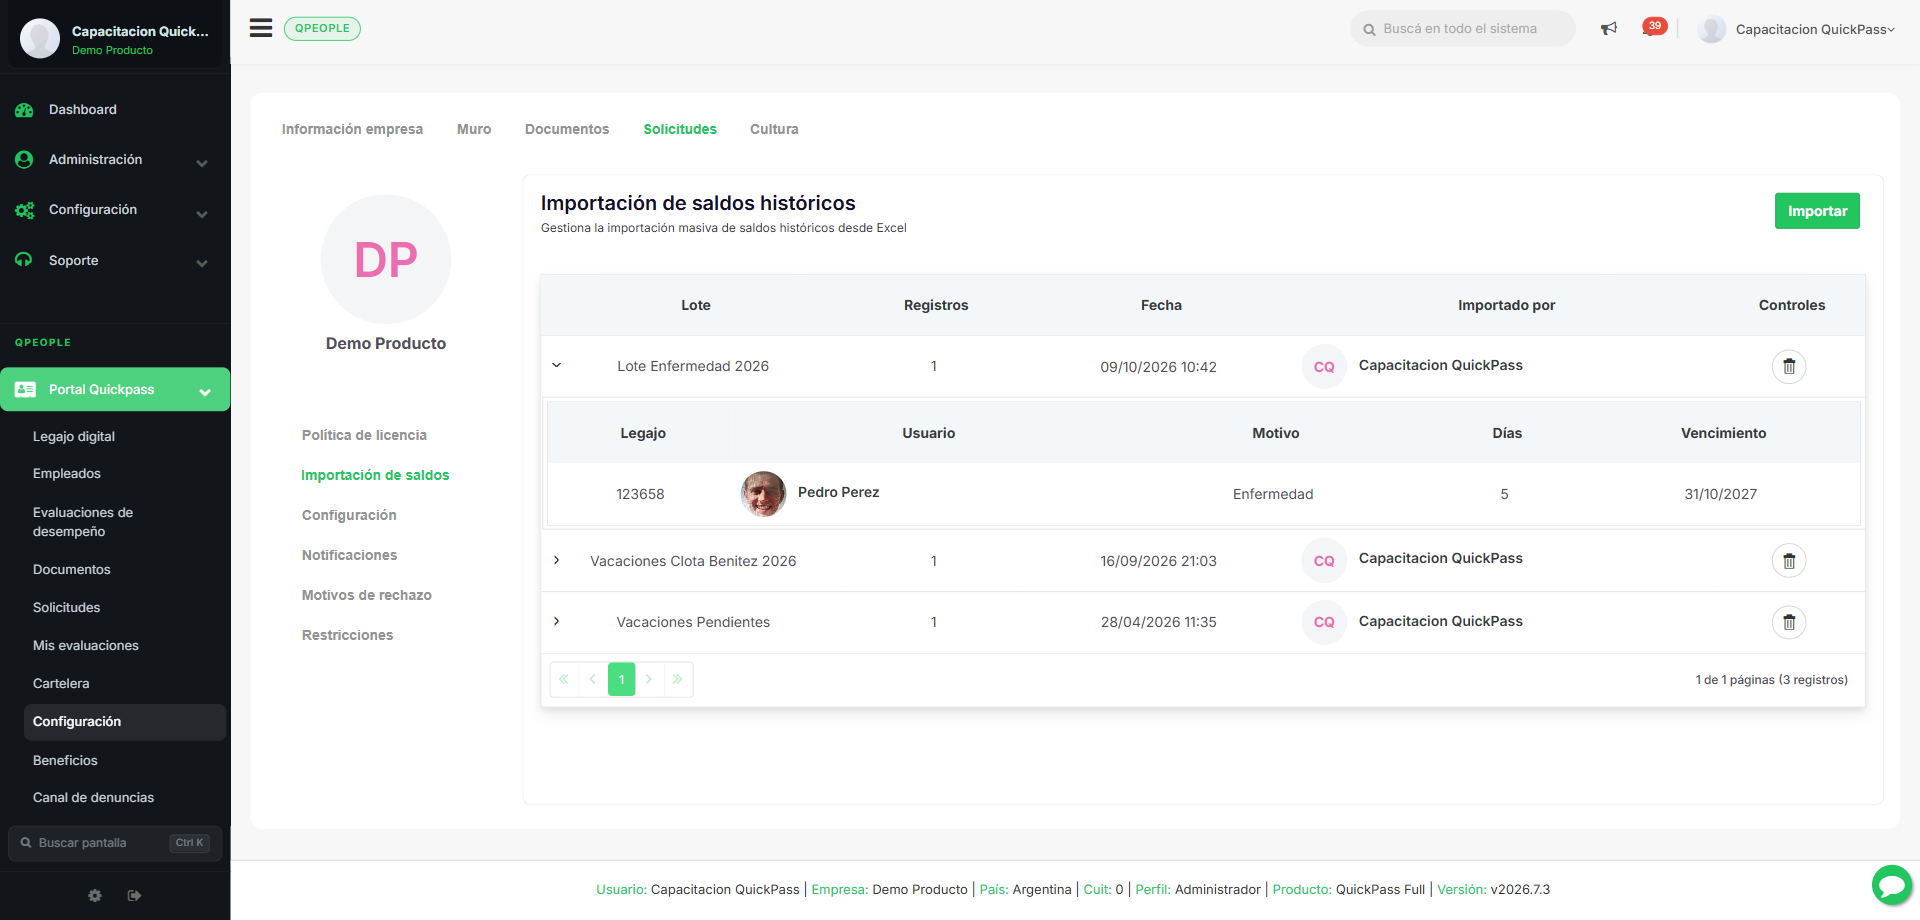 Capacitacion Quick...
Demo Producto
Dashboard
Administración
Configuración
Soporte
QPEOPLE
Portal Quickpass
Legajo digital
Empleados
Evaluaciones de
desempeño
Documentos
Solicitudes
Mis evaluaciones
Cartelera
Configuración
Beneficios
Canal de denuncias
Buscar pantalla Ctrl K
QPEOPLE
Buscá en todo el sistema
39
Capacitacion QuickPass
Información empresa Muro Documentos Solicitudes Cultura
DP
Demo Producto
Política de licencia
Importación de saldos
Configuración
Notificaciones
Motivos de rechazo
Restricciones
Importación de saldos históricos
Gestiona la importación masiva de saldos históricos desde Excel
Importar
Lote Registros Fecha Importado por Controles
Lote Enfermedad 2026 1 09/10/2026 10:42 CQ Capacitacion QuickPass
Legajo Usuario Motivo Días Vencimiento
123658 Pedro Perez Enfermedad 5 31/10/2027
Vacaciones Clota Benitez 2026 1 16/09/2026 21:03 CQ Capacitacion QuickPass
Vacaciones Pendientes 1 28/04/2026 11:35 CQ Capacitacion QuickPass
« ‹ 1 › »
1 de 1 páginas (3 registros)
Usuario: Capacitacion QuickPass | Empresa: Demo Producto | País: Argentina | Cuit: 0 | Perfil: Administrador | Producto: QuickPass Full | Versión: v2026.7.3